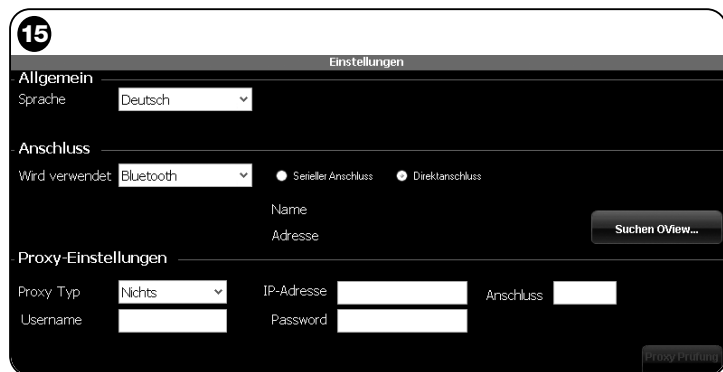 15
Einstellungen
Allgemein
Sprache Deutsch
Anschluss
Wird verwendet Bluetooth Serieller Anschluss Direktanschluss
Name
Adresse
Suchen OView...
Proxy-Einstellungen
Proxy Typ Nichts IP-Adresse Anschluss
Username Password
Proxy Prüfung